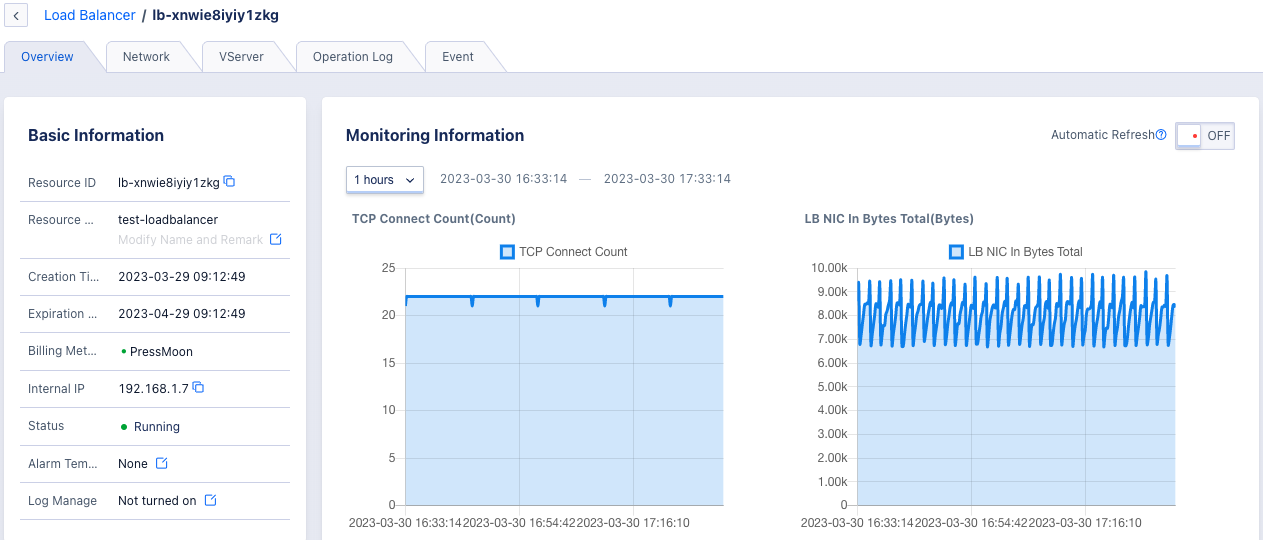 Load Balancer / lb-xnwie8iyiy1zkg
Overview Network VServer Operation Log Event
Basic Information
Resource ID lb-xnwie8iyiy1zkg
Resource ... test-loadbalancer
Modify Name and Remark
Creation Ti... 2023-03-29 09:12:49
Expiration ... 2023-04-29 09:12:49
Billing Met... PressMoon
Internal IP 192.168.1.7
Status Running
Alarm Tem... None
Log Manage Not turned on
Monitoring Information
Automatic Refresh ? OFF
1 hours 2023-03-30 16:33:14 — 2023-03-30 17:33:14
TCP Connect Count(Count)
TCP Connect Count
25
20
15
10
5
0
2023-03-30 16:33:14 2023-03-30 16:54:42 2023-03-30 17:16:10
LB NIC In Bytes Total(Bytes)
LB NIC In Bytes Total
10.00k
9.00k
8.00k
7.00k
6.00k
5.00k
4.00k
3.00k
2.00k
1.00k
0
2023-03-30 16:33:14 2023-03-30 16:54:42 2023-03-30 17:16:10